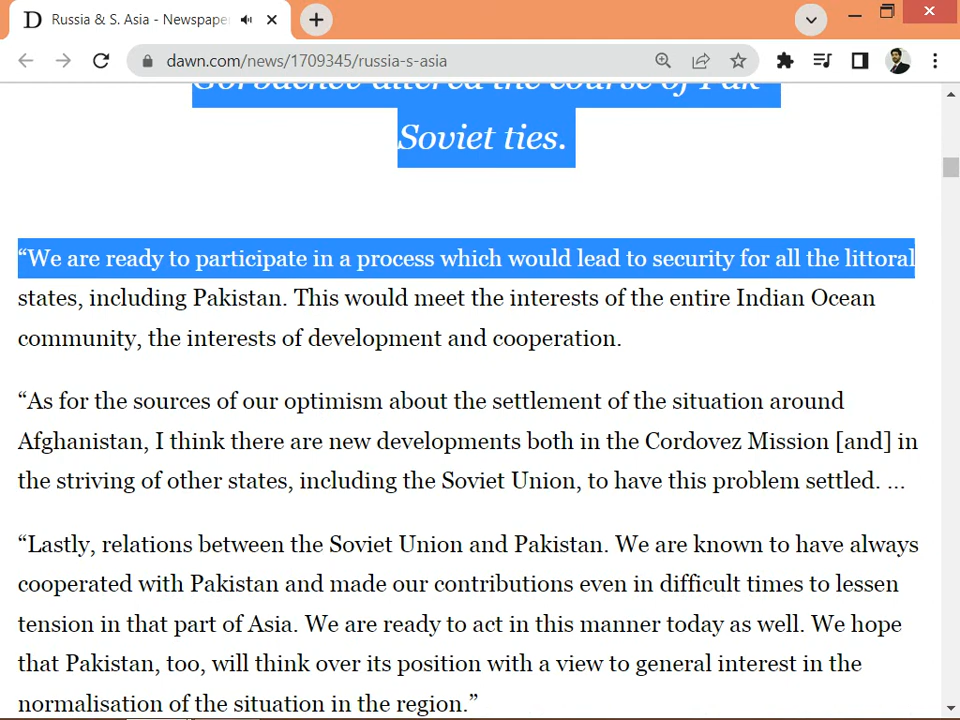 D Russia & S. Asia - Newspape
dawn.com/news/1709345/russia-s-asia
Gorbachev altered the course of Pak-
Soviet ties.
“We are ready to participate in a process which would lead to security for all the littoral
states, including Pakistan. This would meet the interests of the entire Indian Ocean
community, the interests of development and cooperation.
“As for the sources of our optimism about the settlement of the situation around
Afghanistan, I think there are new developments both in the Cordovez Mission [and] in
the striving of other states, including the Soviet Union, to have this problem settled. …
“Lastly, relations between the Soviet Union and Pakistan. We are known to have always
cooperated with Pakistan and made our contributions even in difficult times to lessen
tension in that part of Asia. We are ready to act in this manner today as well. We hope
that Pakistan, too, will think over its position with a view to general interest in the
normalisation of the situation in the region.”